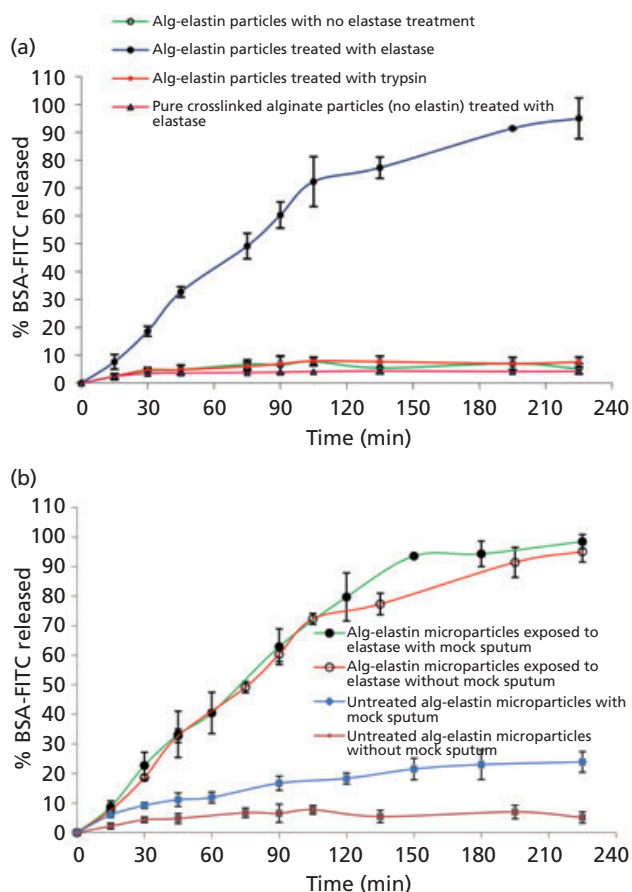 (a)
Alg-elastin particles with no elastase treatment
Alg-elastin particles treated with elastase
Alg-elastin particles treated with trypsin
Pure crosslinked alginate particles (no elastin) treated with
elastase
% BSA-FITC released
110
100
90
80
70
60
50
40
30
20
10
0
0 30 60 90 120 150 180 210 240
Time (min)
(b)
% BSA-FITC released
110
100
90
80
70
60
50
40
30
20
10
0
Alg-elastin microparticles exposed to
elastase with mock sputum
Alg-elastin microparticles exposed to
elastase without mock sputum
Untreated alg-elastin microparticles with
mock sputum
Untreated alg-elastin microparticles
without mock sputum
0 30 60 90 120 150 180 210 240
Time (min)